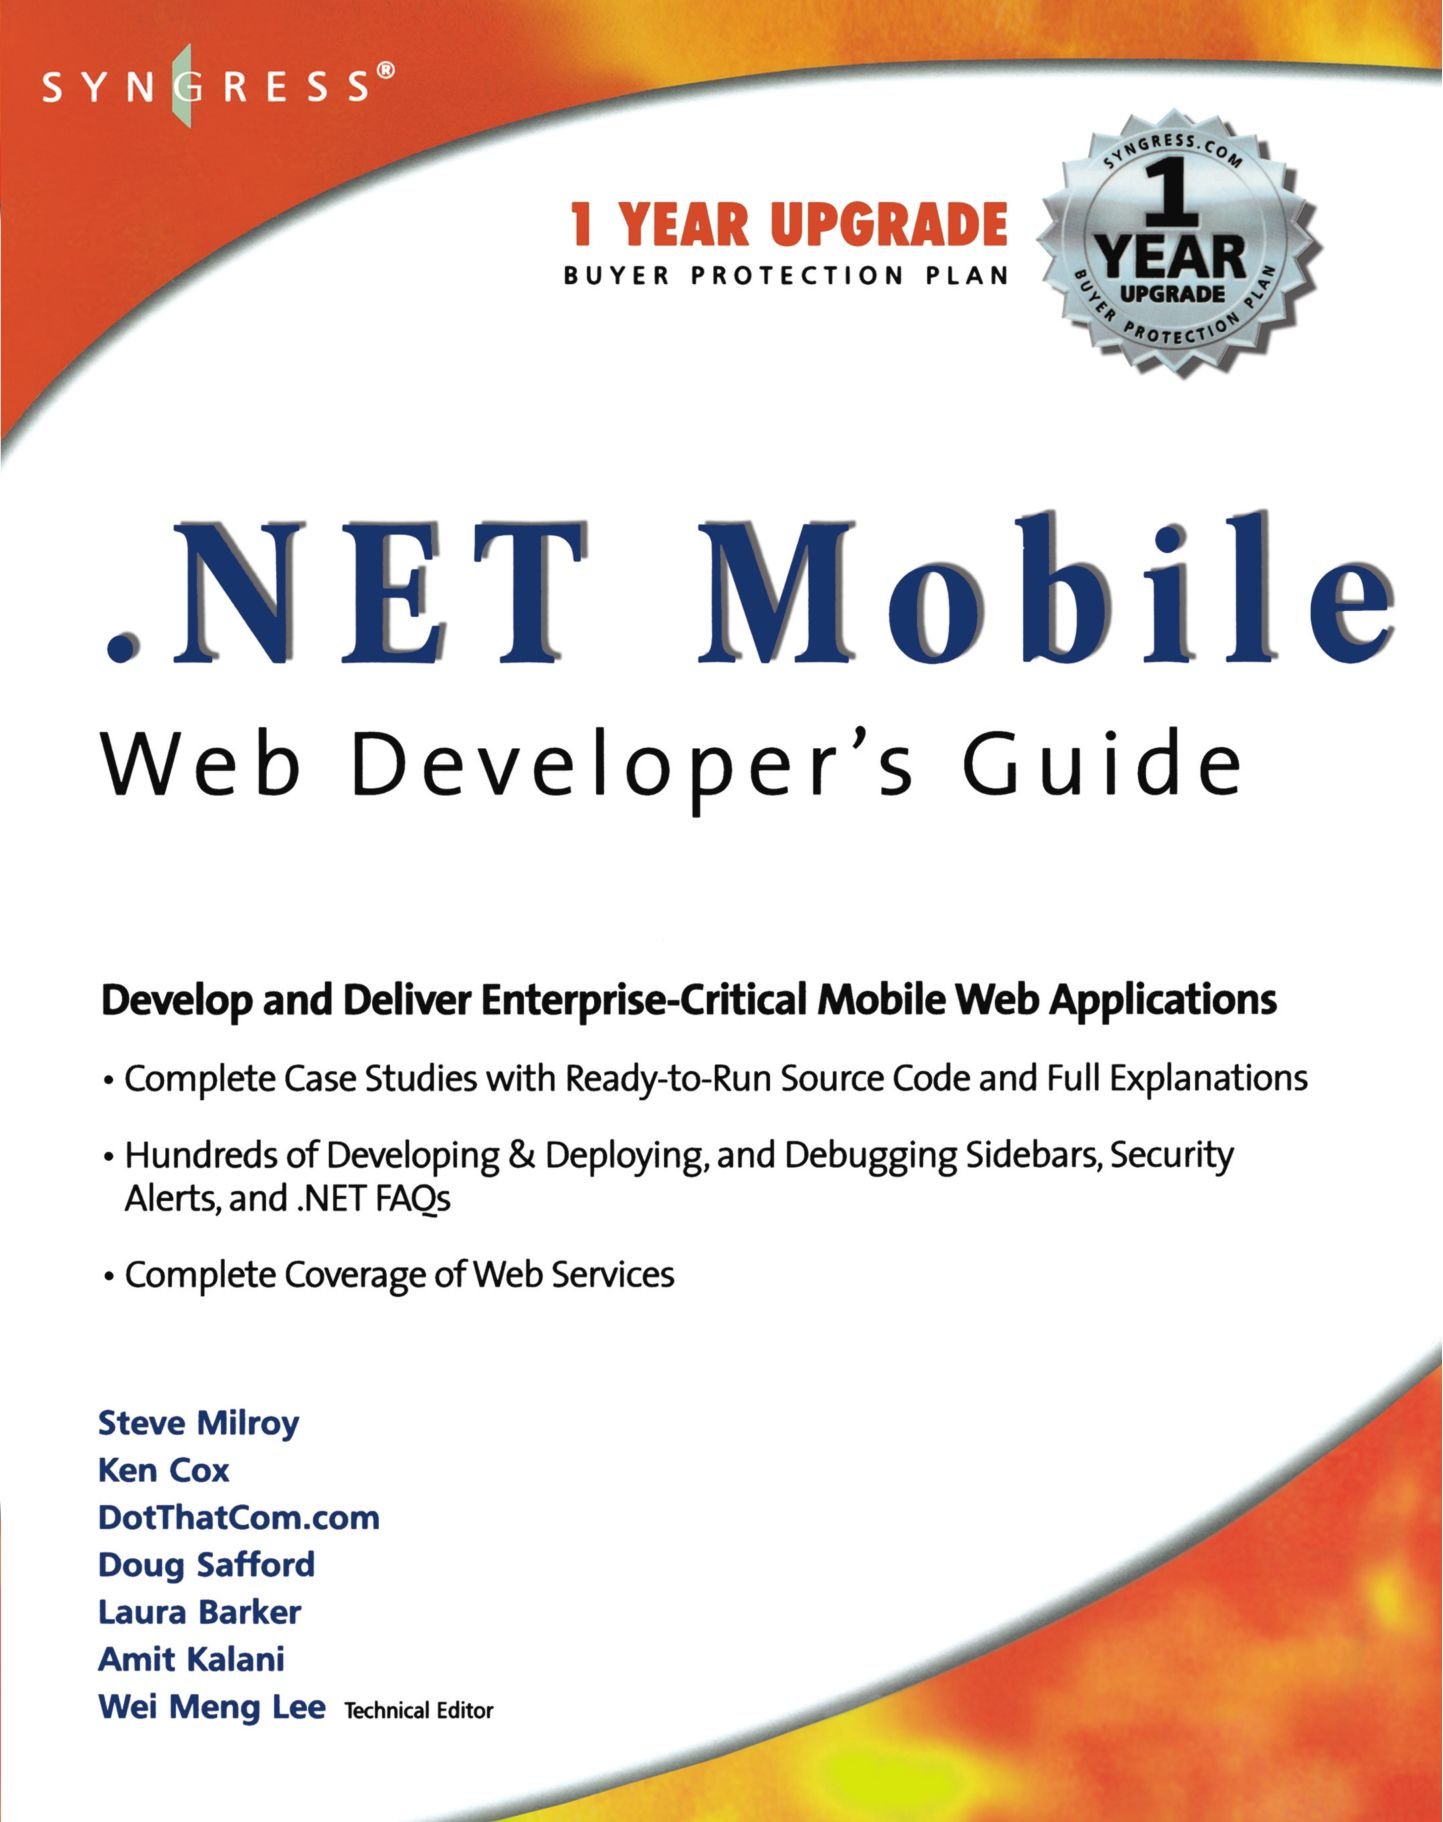 SYNGRESS®
1 YEAR UPGRADE
BUYER PROTECTION PLAN
SYNGRESS.COM
1
YEAR
UPGRADE
BUYER PROTECTION PLAN
.NET Mobile
Web Developer’s Guide
Develop and Deliver Enterprise-Critical Mobile Web Applications
• Complete Case Studies with Ready-to-Run Source Code and Full Explanations
• Hundreds of Developing & Deploying, and Debugging Sidebars, Security
Alerts, and .NET FAQs
• Complete Coverage of Web Services
Steve Milroy
Ken Cox
DotThatCom.com
Doug Safford
Laura Barker
Amit Kalani
Wei Meng Lee Technical Editor